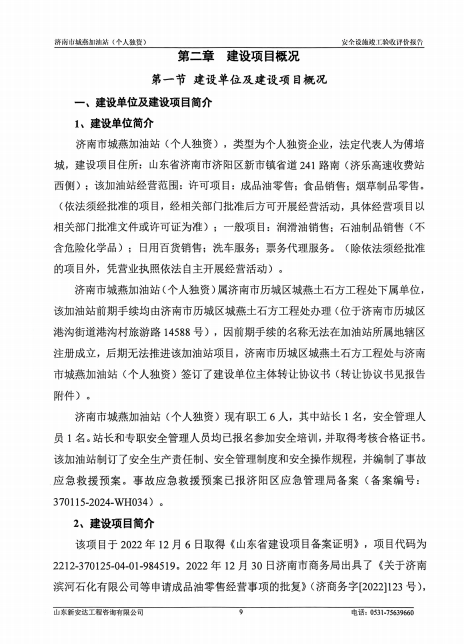 济南市城燕加油站（个人独资） 安全设施竣工验收评价报告
第二章 建设项目概况
第一节 建设单位及建设项目概况
一、建设单位及建设项目简介
1、建设单位简介
济南市城燕加油站（个人独资），类型为个人独资企业，法定代表人为傅培
城，建设项目住所：山东省济南市济阳区新市镇省道 241 路南（济乐高速收费站
西侧）；该加油站经营范围：许可项目：成品油零售；食品销售；烟草制品零售。
（依法须经批准的项目，经相关部门批准后方可开展经营活动，具体经营项目以
相关部门批准文件或许可证为准）；一般项目：润滑油销售；石油制品销售（不
含危险化学品）；日用百货销售；洗车服务；票务代理服务。（除依法须经批准
的项目外，凭营业执照依法自主开展经营活动）。
济南市城燕加油站（个人独资）属济南市历城区城燕土石方工程处下属单位，
该加油站前期手续均由济南市历城区城燕土石方工程处办理（位于济南市历城区
港沟街道港沟村旅游路 14588 号），因前期手续的名称无法在加油站所属地辖区
注册成立，后期无法推进该加油站项目，济南市历城区城燕土石方工程处与济南
市城燕加油站（个人独资）签订了建设单位主体转让协议书（转让协议书见报告
附件）。
济南市城燕加油站（个人独资）现有职工 6 人，其中站长 1 名，安全管理人
员 1 名。站长和专职安全管理人员均已报名参加安全培训，并取得考核合格证书。
该加油站制订了安全生产责任制、安全管理制度和安全操作规程，并编制了事故
应急救援预案。事故应急救援预案已报济阳区应急管理局备案（备案编号：
370115-2024-WH034）。
2、建设项目简介
该项目于 2022 年 12 月 6 日取得《山东省建设项目备案证明》，项目代码为
2212-370125-04-01-984519。2022 年 12 月 30 日济南市商务局出具了《关于济南
滨河石化有限公司等申请成品油零售经营事项的批复》（济商务字[2022]123 号），
山东新安达工程咨询有限公司 9 电话：0531-75639660